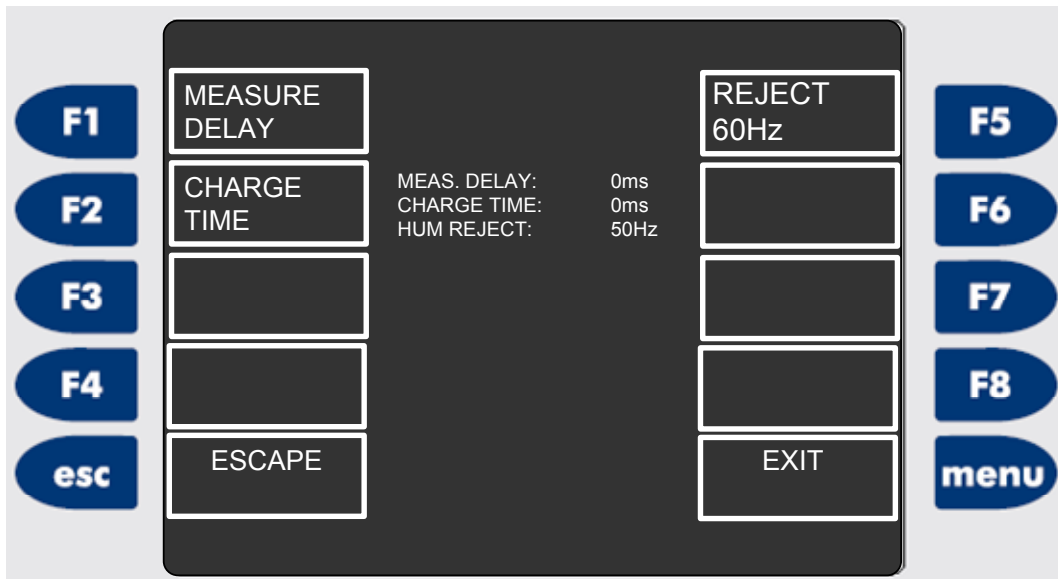 F1
MEASURE
DELAY
REJECT
60Hz
F5
F2
CHARGE
TIME
MEAS. DELAY: 0ms
CHARGE TIME: 0ms
HUM REJECT: 50Hz
F6
F3
F7
F4
F8
esc
ESCAPE
EXIT
menu